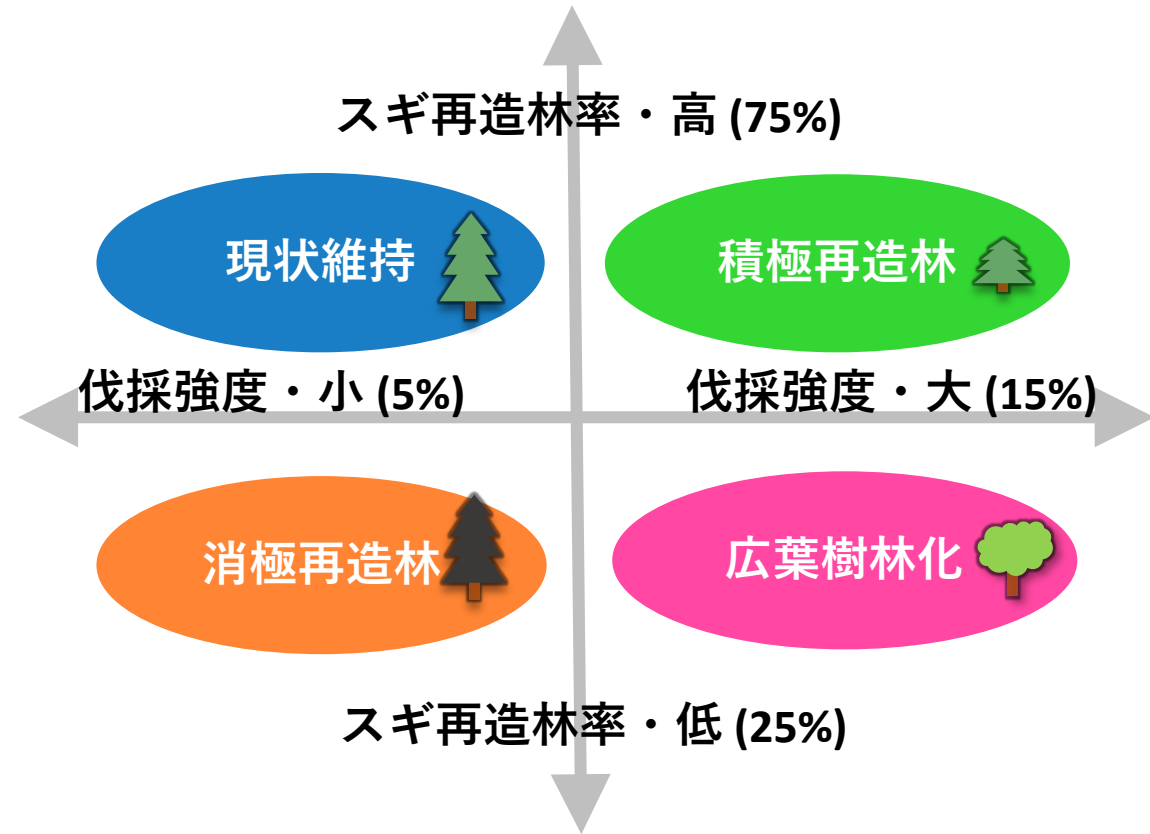 スギ再造林率・高 (75%)
現状維持
積極再造林
伐採強度・小 (5%)
伐採強度・大 (15%)
消極再造林
広葉樹林化
スギ再造林率・低 (25%)